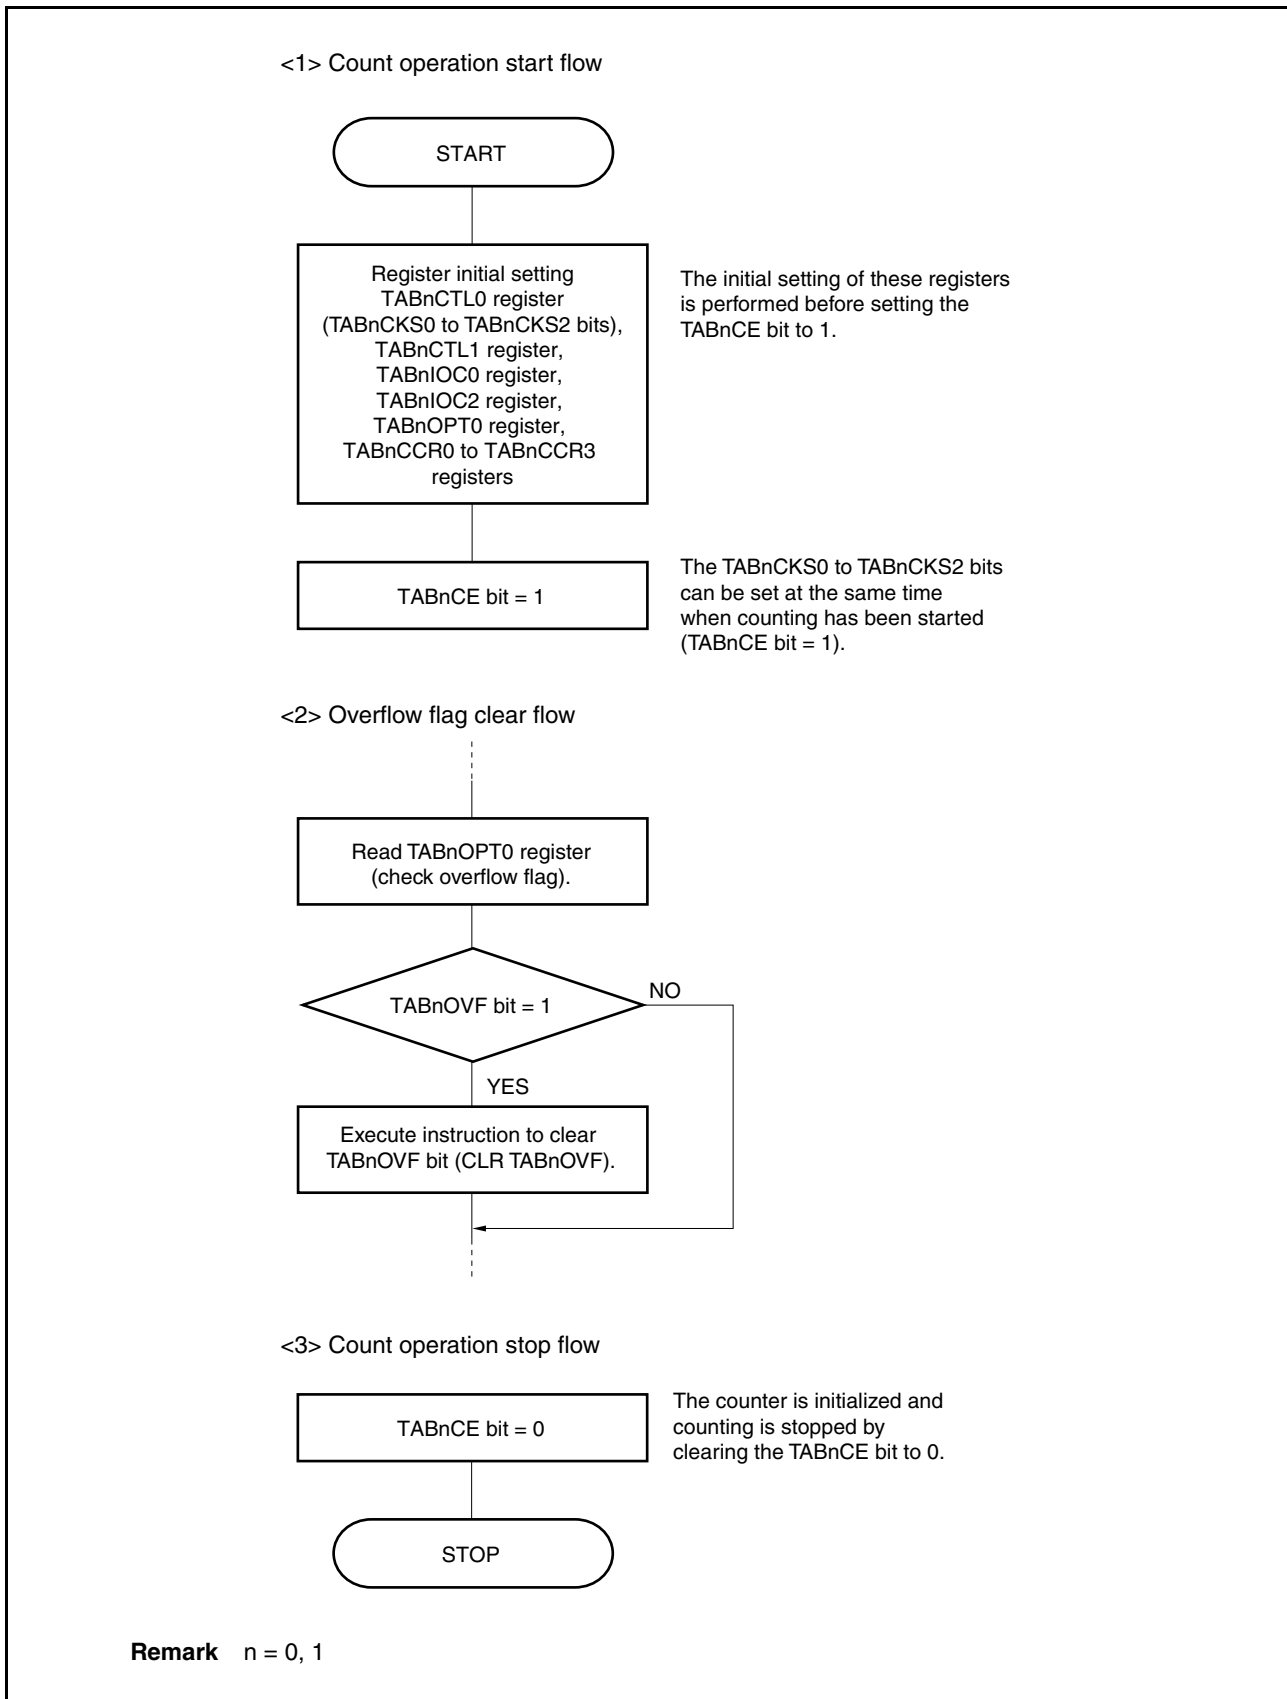 <1> Count operation start flow
START
Register initial setting
TABnCTL0 register
(TABnCKS0 to TABnCKS2 bits),
TABnCTL1 register,
TABnIOC0 register,
TABnIOC2 register,
TABnOPT0 register,
TABnCCR0 to TABnCCR3
registers
The initial setting of these registers
is performed before setting the
TABnCE bit to 1.
TABnCE bit = 1
The TABnCKS0 to TABnCKS2 bits
can be set at the same time
when counting has been started
(TABnCE bit = 1).
<2> Overflow flag clear flow
Read TABnOPT0 register
(check overflow flag).
TABnOVF bit = 1
NO
YES
Execute instruction to clear
TABnOVF bit (CLR TABnOVF).
<3> Count operation stop flow
TABnCE bit = 0
The counter is initialized and
counting is stopped by
clearing the TABnCE bit to 0.
STOP
Remark n = 0, 1